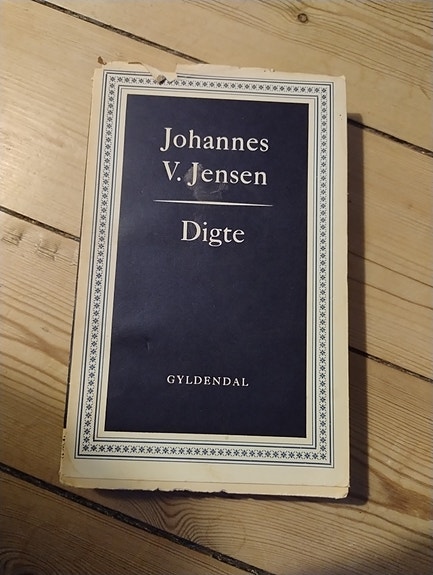 Johannes
V. Jensen
Digte
GYLDENDAL